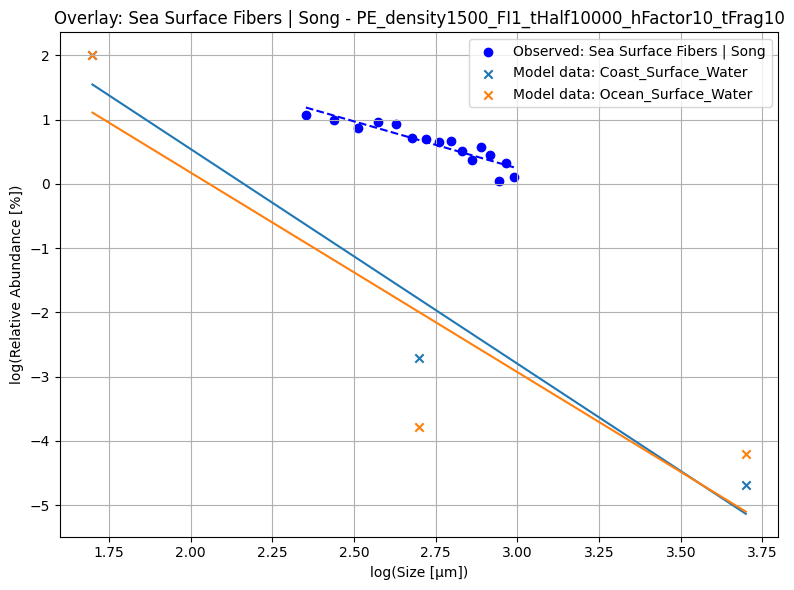 Overlay: Sea Surface Fibers | Song - PE_density1500_FI1_tHalf10000_hFactor10_tFrag10
Observed: Sea Surface Fibers | Song
Model data: Coast_Surface_Water
Model data: Ocean_Surface_Water
log(Relative Abundance [%])
2
1
0
−1
−2
−3
−4
−5
1.75
2.00
2.25
2.50
2.75
3.00
3.25
3.50
3.75
log(Size [μm])